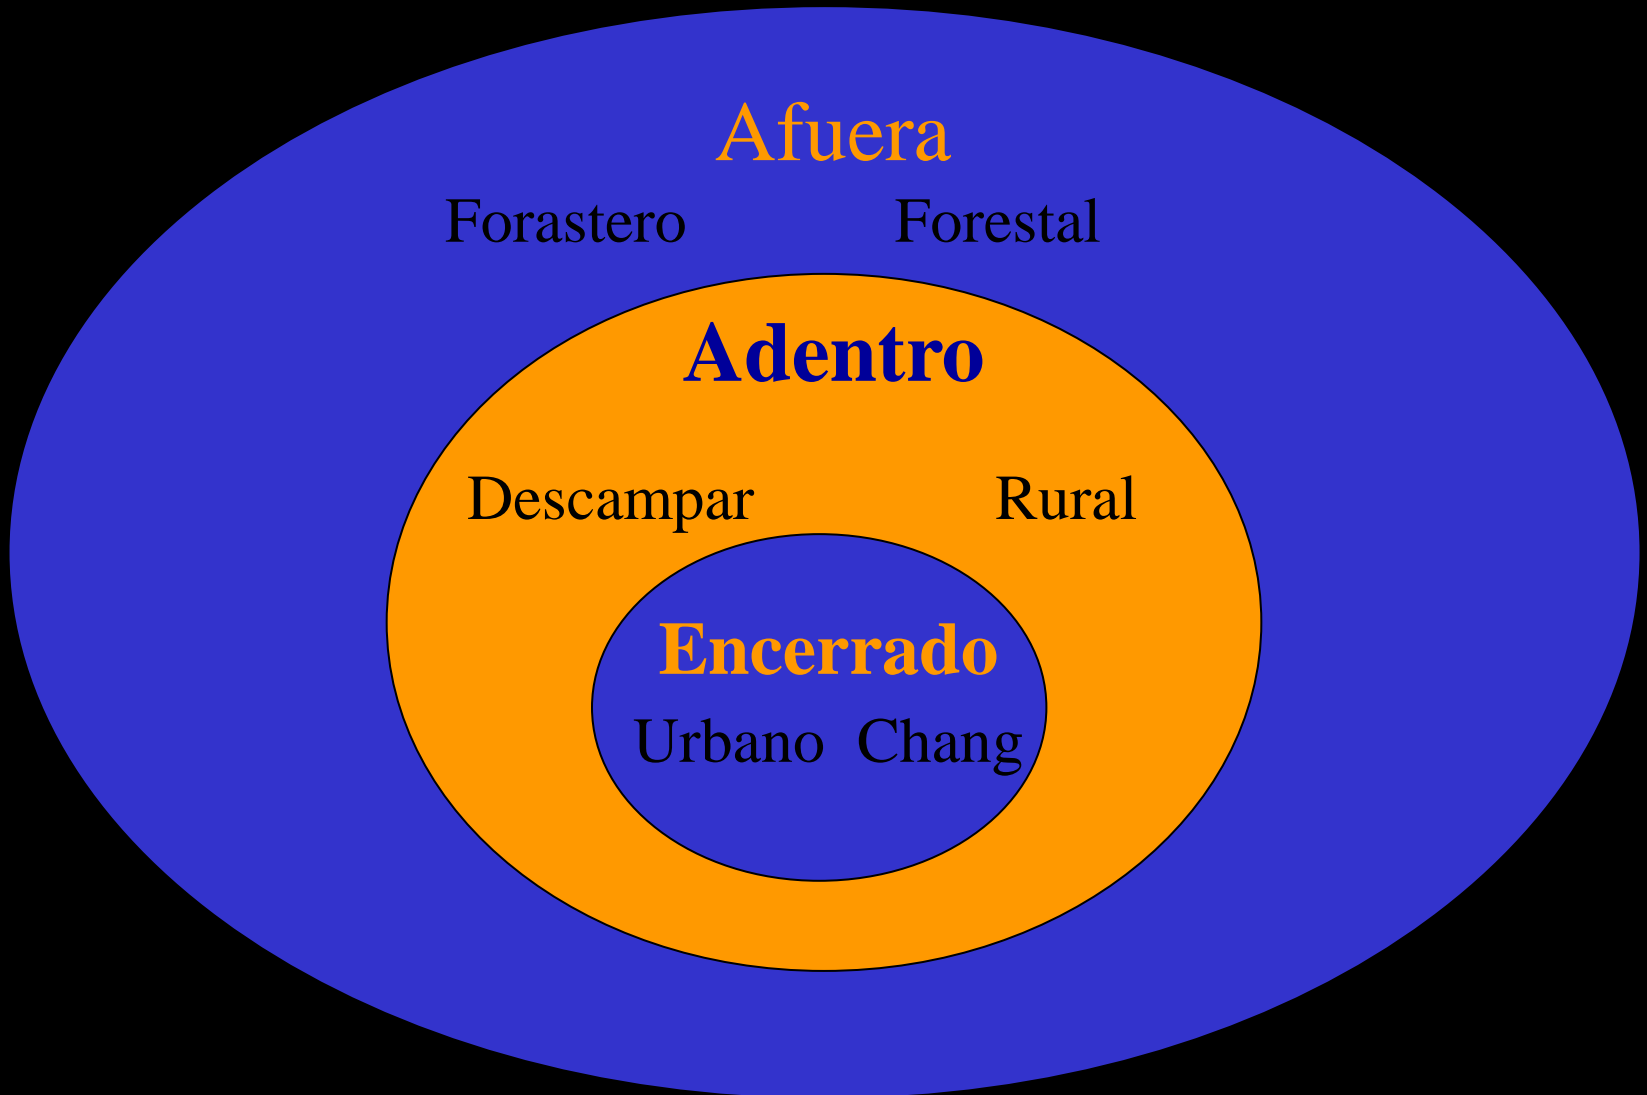 Afuera
Forastero Forestal
Adentro
Descampar Rural
Encerrado
Urbano Chang